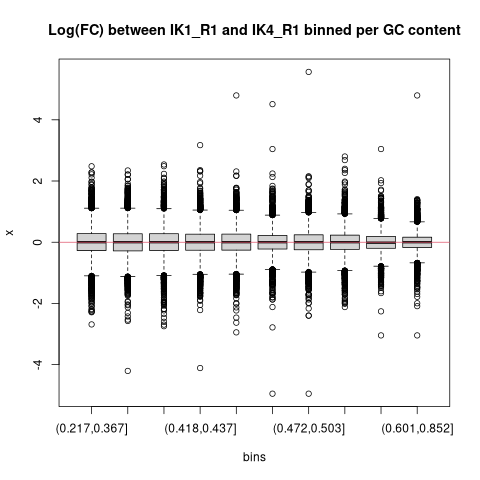 Log(FC) between IK1_R1 and IK4_R1 binned per GC content
x
4
2
0
-2
-4
(0.217,0.367] (0.418,0.437] (0.472,0.503] (0.601,0.852]
bins